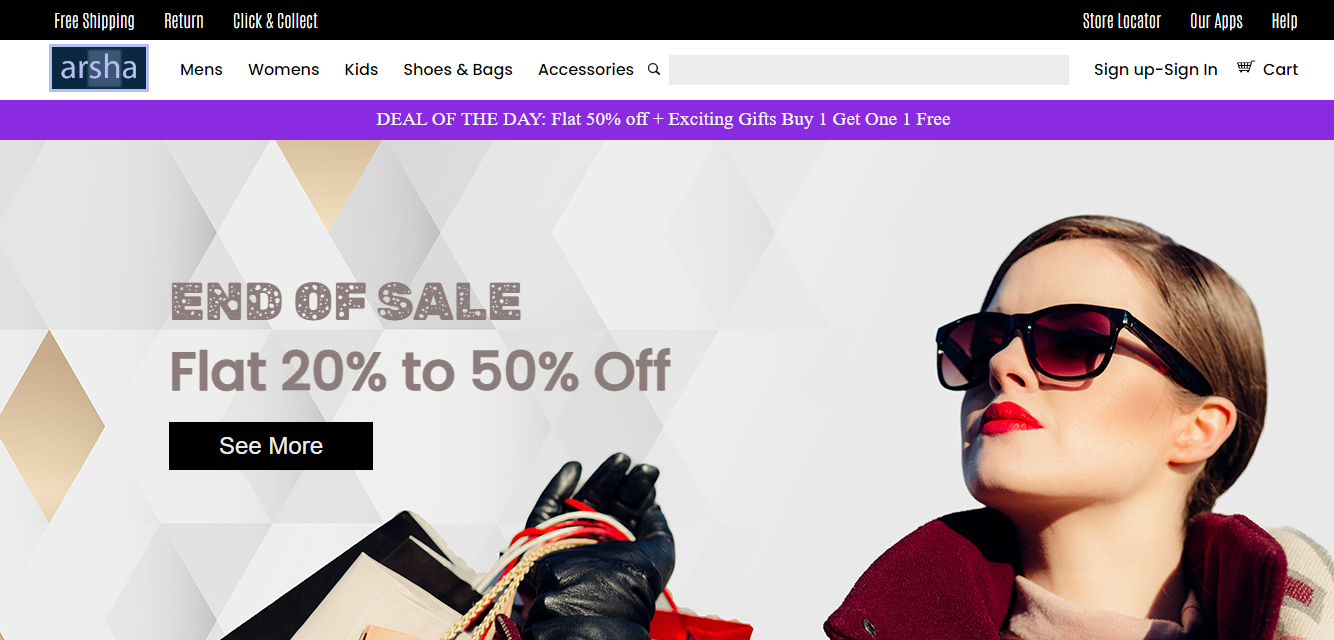 Free Shipping Return Click & Collect Store Locator Our Apps Help
arsha Mens Womens Kids Shoes & Bags Accessories Sign up-Sign In Cart
DEAL OF THE DAY: Flat 50% off + Exciting Gifts Buy 1 Get One 1 Free
END OF SALE
Flat 20% to 50% Off
See More